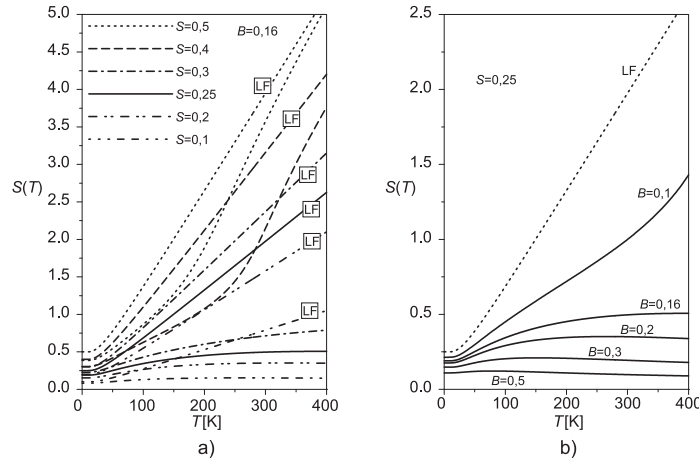 5.0
4.5
4.0
3.5
3.0
2.5
2.0
1.5
1.0
0.5
0.0
S(T)
S=0,5
S=0,4
S=0,3
S=0,25
S=0,2
S=0,1
B=0,16
LF
LF
LF
LF
LF
LF
0 100 200 300 400
T[K]
a)
2.5
2.0
1.5
1.0
0.5
0.0
S(T)
S=0,25
LF
B=0,1
B=0,16
B=0,2
B=0,3
B=0,5
0 100 200 300 400
T[K]
b)